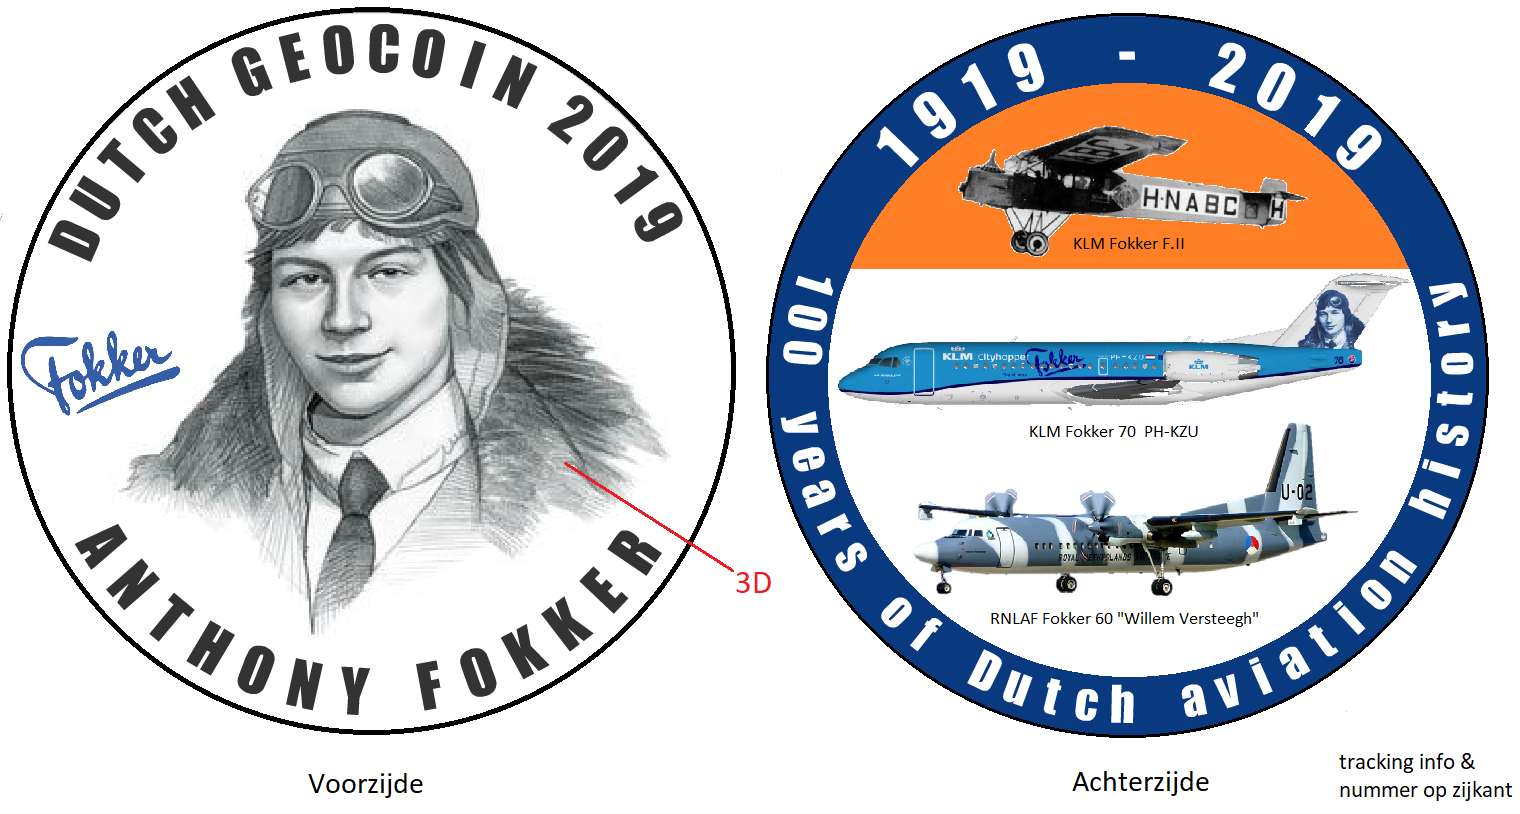 DUTCH GEOCOIN 2019
Fokker
ANTHONY FOKKER
3D
Voorzijde
1919 - 2019
H-NABC
H
KLM Fokker F.II
KLM cityhopper Fokker PH-KZU
KLM
KLM Fokker 70 PH-KZU
U-02
RNLAF Fokker 60 "Willem Versteegh"
100 years of Dutch aviation history
Achterzijde
tracking info &
nummer op zijkant